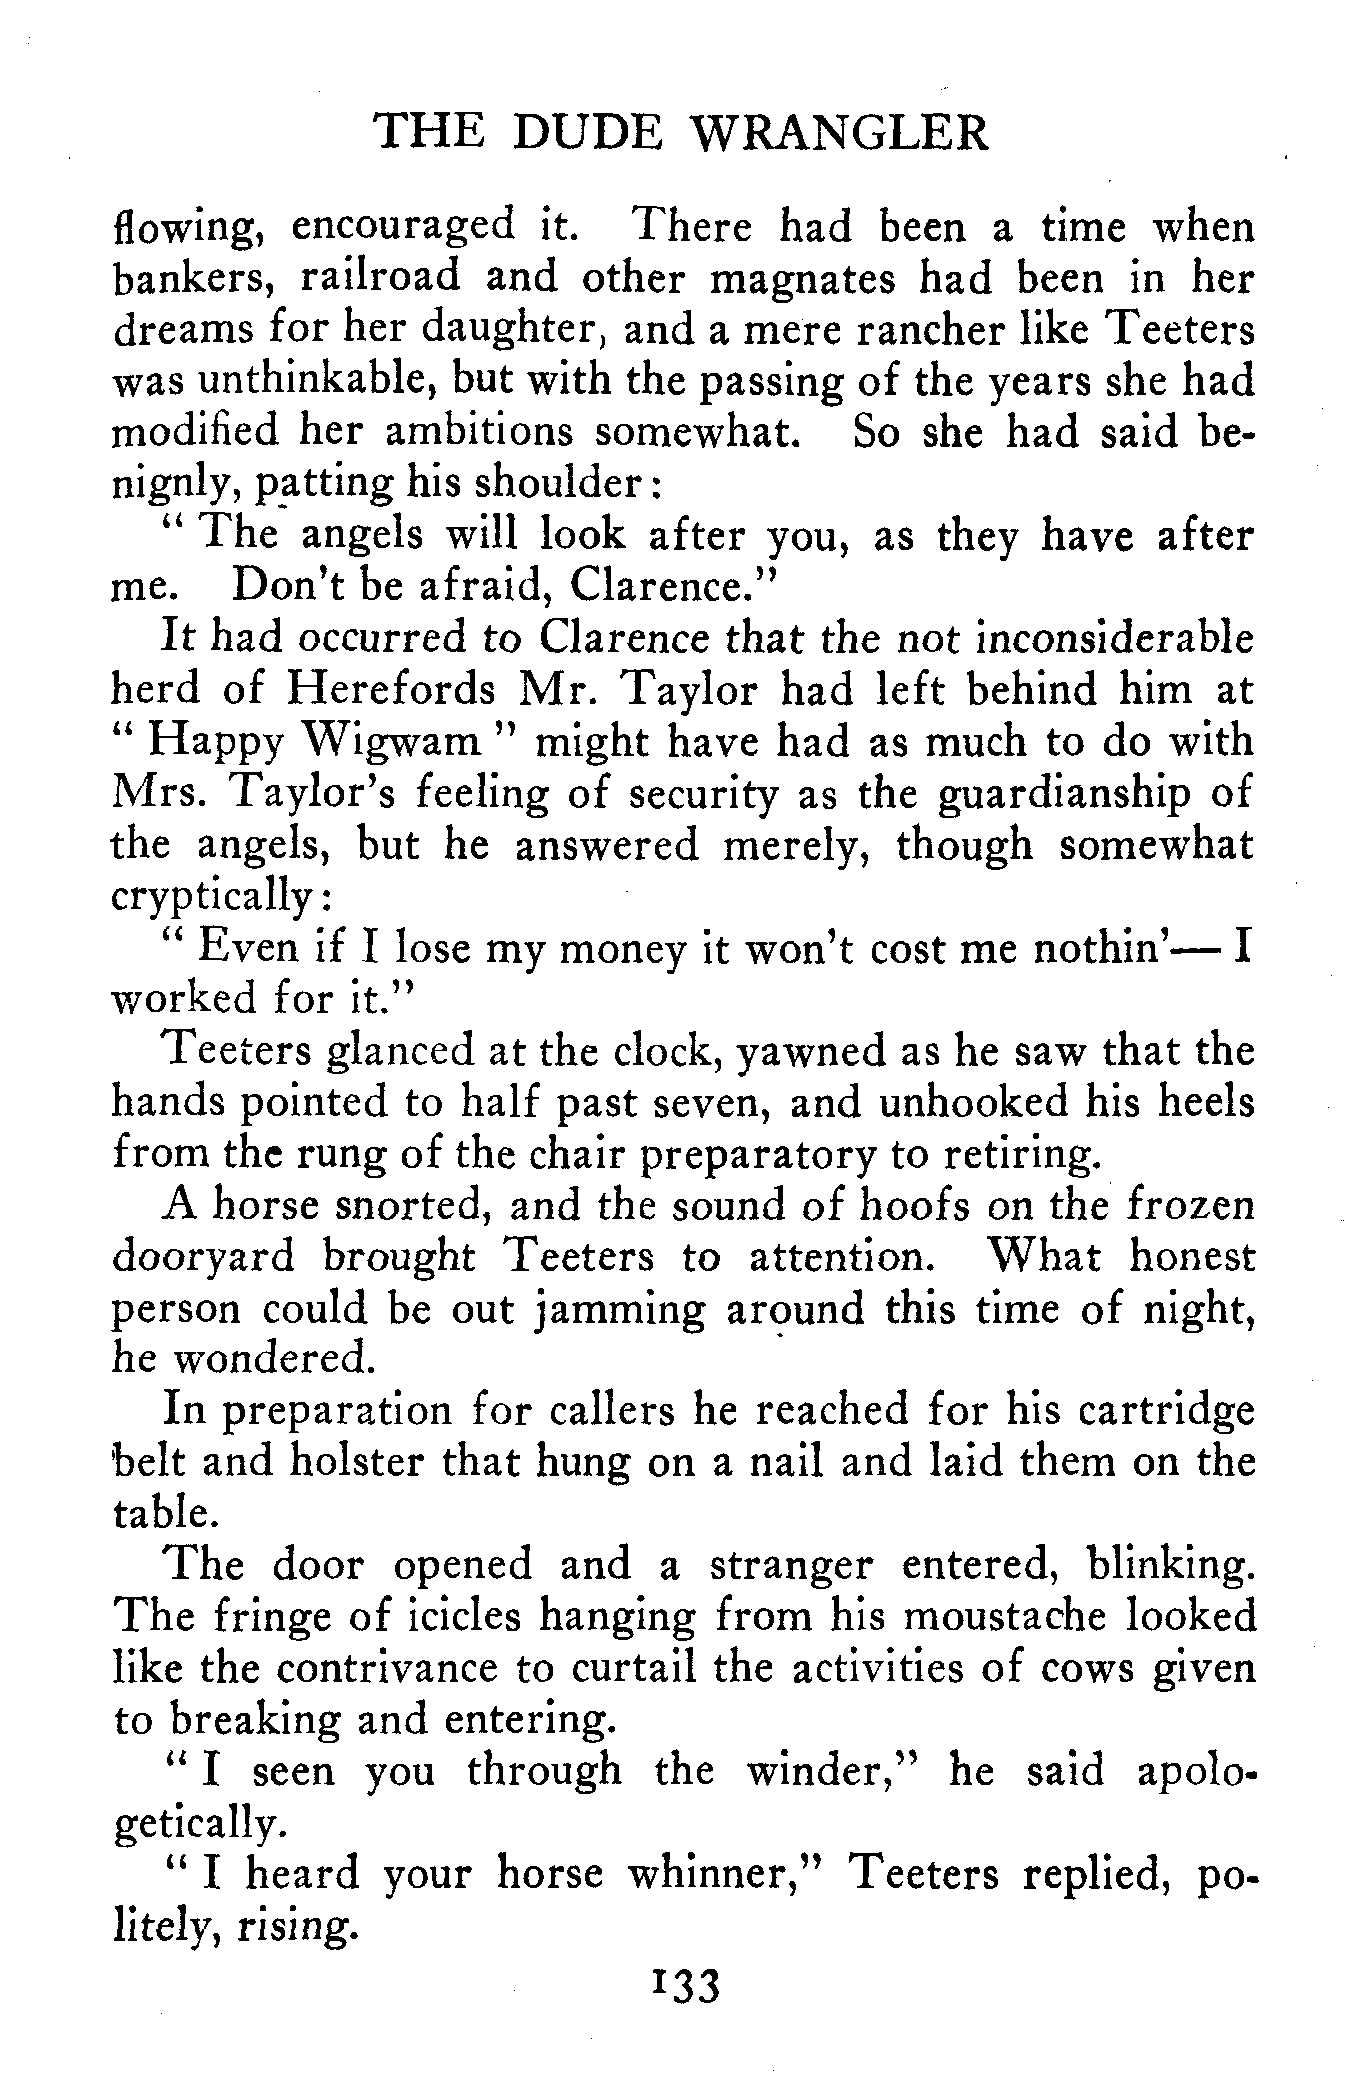 THE DUDE WRANGLER
flowing, encouraged it. There had been a time when
bankers, railroad and other magnates had been in her
dreams for her daughter, and a mere rancher like Teeters
was unthinkable, but with the passing of the years she had
modified her ambitions somewhat. So she had said be-
nignly, patting his shoulder:
" The angels will look after you, as they have after
me. Don't be afraid, Clarence."
It had occurred to Clarence that the not inconsiderable
herd of Herefords Mr. Taylor had left behind him at
" Happy Wigwam " might have had as much to do with
Mrs. Taylor's feeling of security as the guardianship of
the angels, but he answered merely, though somewhat
cryptically:
" Even if I lose my money it won't cost me nothin'— I
worked for it."
Teeters glanced at the clock, yawned as he saw that the
hands pointed to half past seven, and unhooked his heels
from the rung of the chair preparatory to retiring.
A horse snorted, and the sound of hoofs on the frozen
dooryard brought Teeters to attention. What honest
person could be out jamming around this time of night,
he wondered.
In preparation for callers he reached for his cartridge
belt and holster that hung on a nail and laid them on the
table.
The door opened and a stranger entered, blinking.
The fringe of icicles hanging from his moustache looked
like the contrivance to curtail the activities of cows given
to breaking and entering.
" I seen you through the winder," he said apolo-
getically.
" I heard your horse whinner," Teeters replied, po-
litely, rising.
133